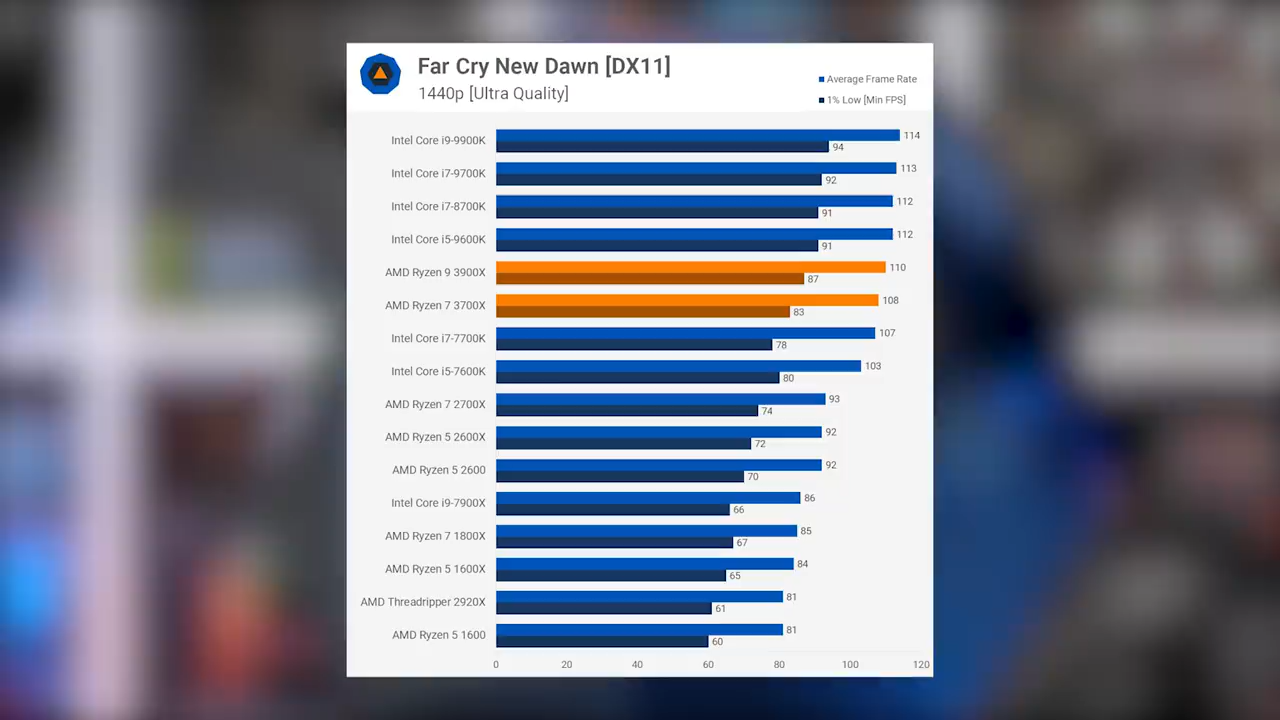 Far Cry New Dawn [DX11]
1440p [Ultra Quality]
Average Frame Rate
1% Low [Min FPS]
Intel Core i9-9900K 114
94
Intel Core i7-9700K 113
92
Intel Core i7-8700K 112
91
Intel Core i5-9600K 112
91
AMD Ryzen 9 3900X 110
87
AMD Ryzen 7 3700X 108
83
Intel Core i7-7700K 107
78
Intel Core i5-7600K 103
80
AMD Ryzen 7 2700X 93
74
AMD Ryzen 5 2600X 92
72
AMD Ryzen 5 2600 92
70
Intel Core i9-7900X 86
66
AMD Ryzen 7 1800X 85
67
AMD Ryzen 5 1600X 84
65
AMD Threadripper 2920X 81
61
AMD Ryzen 5 1600 81
60
0 20 40 60 80 100 120